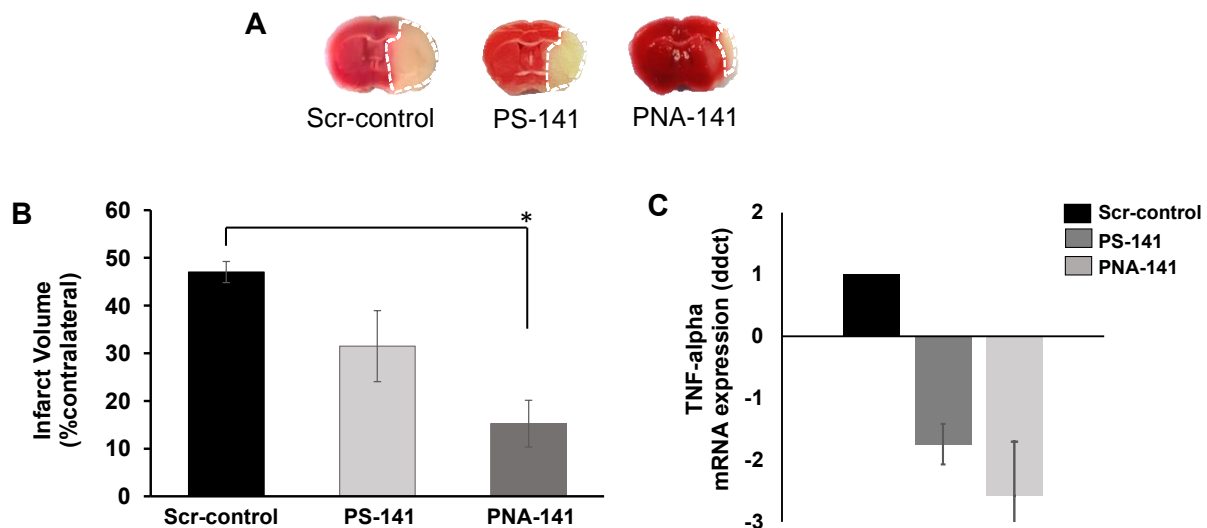 A
Scr-control
PS-141
PNA-141
B
Infarct Volume
(%contralateral)
60
50
40
30
20
10
0
*
Scr-control
PS-141
PNA-141
C
TNF-alpha
mRNA expression (ddct)
2
1
0
-1
-2
-3
Scr-control
PS-141
PNA-141